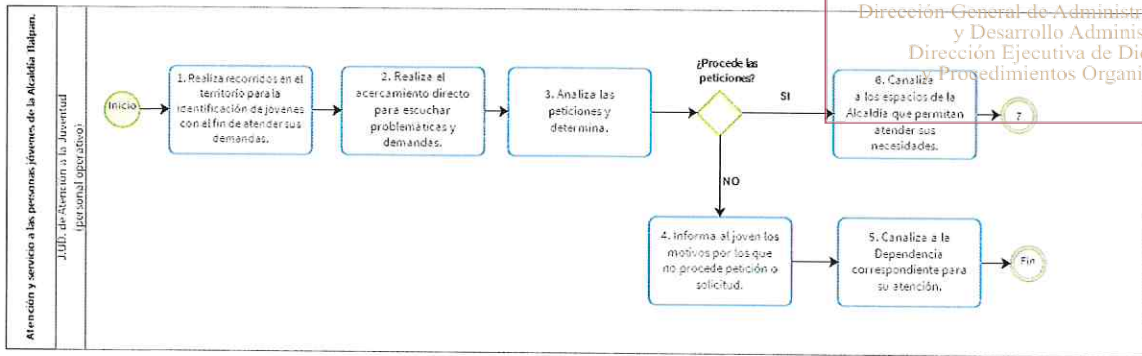 Dirección General de Administr
y Desarrollo Adminis
Dirección Ejecutiva de Di
y Procedimientos Organi
Atención y servicio a las personas jóvenes de la Alcaldía Tlalpan.
J.U.D. de Atención a la Juventud
(personal operativo)
Inicio
1. Realiza recorridos en el
territorio para la
identificación de jóvenes
con el fin de atender sus
demandas.
2. Realiza el
acercamiento directo
para escuchar
problemáticas y
demandas.
3. Analiza las
peticiones y
determina.
¿Procede las
peticiones?
SI
6. Canaliza
a los espacios de la
Alcaldía que permitan
atender sus
necesidades.
7
NO
4. Informa al joven los
motivos por los que
no procede petición o
solicitud.
5. Canaliza a la
Dependencia
correspondiente para
su atención.
Fin